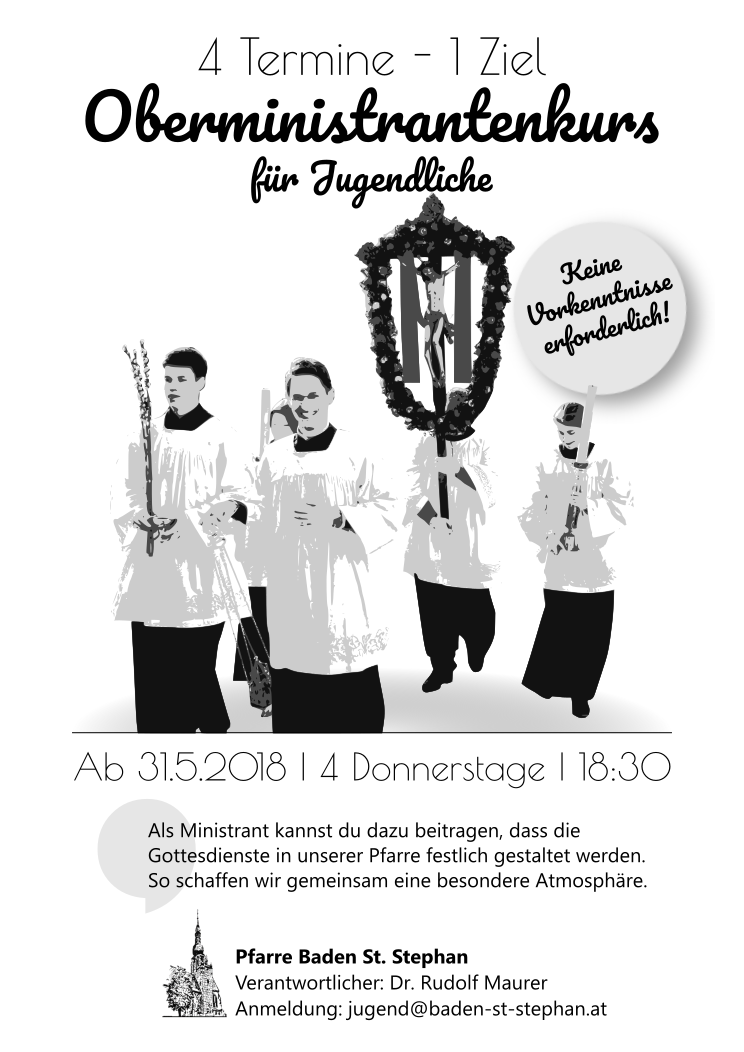 4 Termine – 1 Ziel
Oberministrantenkurs
für Jugendliche
Keine
Vorkenntnisse
erforderlich!
Ab 31.5.2018 | 4 Donnerstage | 18:30
Als Ministrant kannst du dazu beitragen, dass die
Gottesdienste in unserer Pfarre festlich gestaltet werden.
So schaffen wir gemeinsam eine besondere Atmosphäre.
Pfarre Baden St. Stephan
Verantwortlicher: Dr. Rudolf Maurer
Anmeldung: jugend@baden-st-stephan.at